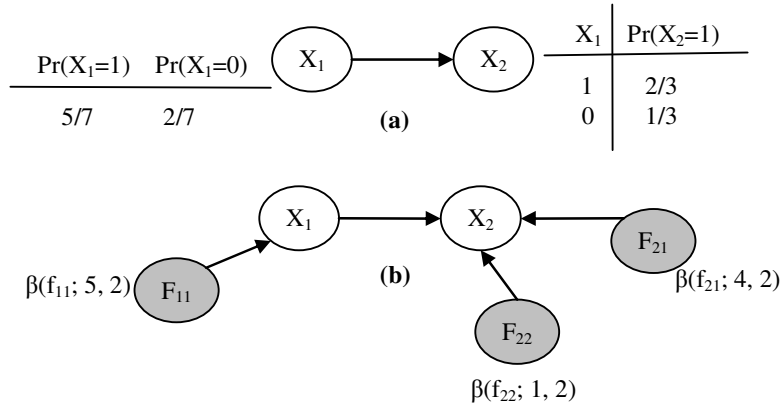 Pr(X₁=1) Pr(X₁=0)
5/7 2/7
X₁
X₂
X₁ Pr(X₂=1)
1 2/3
0 1/3
(a)
X₁
X₂
F₁₁
β(f₁₁; 5, 2)
F₂₁
β(f₂₁; 4, 2)
(b)
F₂₂
β(f₂₂; 1, 2)